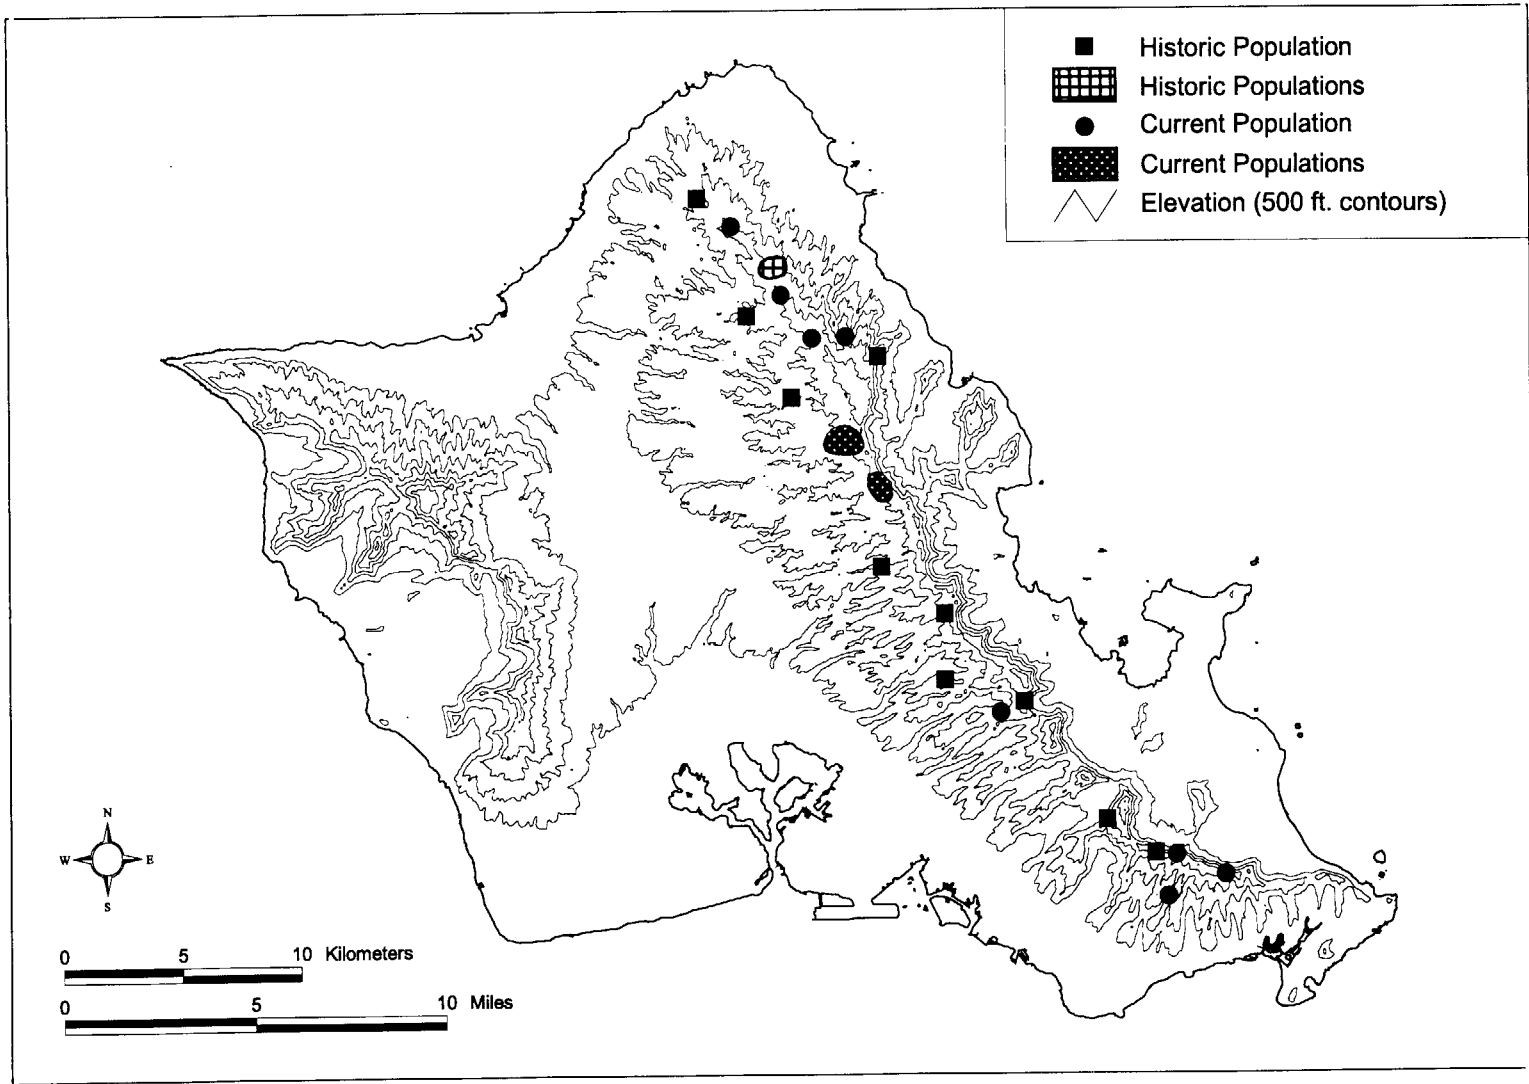 Historic Population
Historic Populations
Current Population
Current Populations
Elevation (500 ft. contours)
N
W E
S
0 5 10 Kilometers
0 5 10 Miles